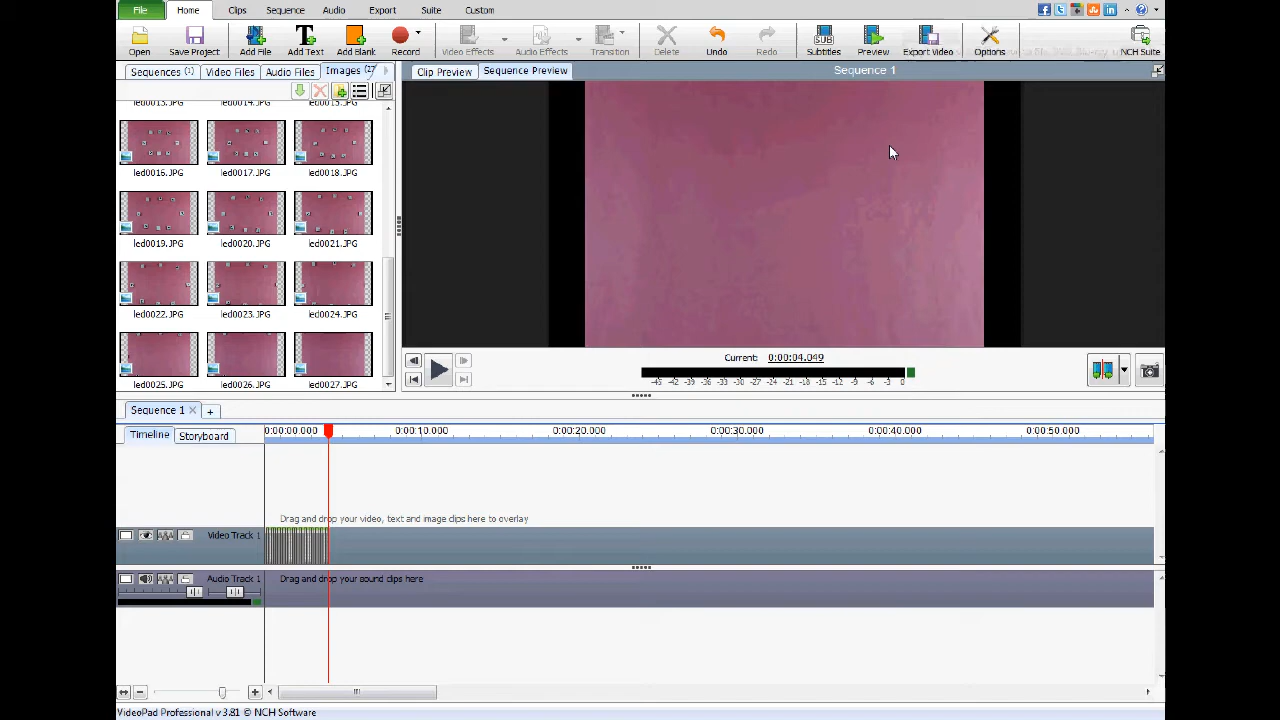 File Home Clips Sequence Audio Export Suite Custom
Open Save Project Add File Add Text Add Blank Record Video Effects Audio Effects Transition Delete Undo Redo Subtitles Preview Export Video Options NCH Suite
Sequences (1) Video Files Audio Files Images
Clip Preview Sequence Preview Sequence 1
led0013.JPG led0014.JPG led0015.JPG
led0016.JPG led0017.JPG led0018.JPG
led0019.JPG led0020.JPG led0021.JPG
led0022.JPG led0023.JPG led0024.JPG
led0025.JPG led0026.JPG led0027.JPG
Current: 0:00:04.049
-45 -42 -39 -36 -33 -30 -27 -24 -21 -18 -15 -12 -9 -6 -3 0
Sequence 1
Timeline Storyboard
0:00:00.000 0:00:10.000 0:00:20.000 0:00:30.000 0:00:40.000 0:00:50.000
Drag and drop your video, text and image clips here to overlay
Video Track 1
Audio Track 1 Drag and drop your sound clips here
VideoPad Professional v 3.81 © NCH Software